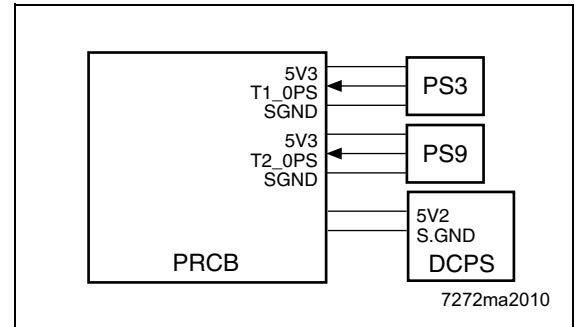 5V3
T1_0PS
SGND
PS3
5V3
T2_0PS
SGND
PS9
5V2
S.GND
PRCB
DCPS
7272ma2010